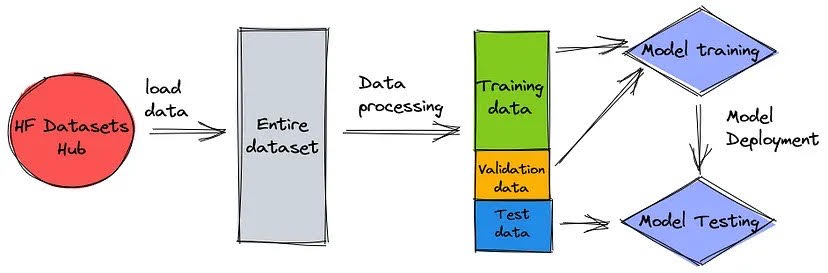 HF Datasets
Hub
load
data
Entire
dataset
Data
processing
Training
data
Validation
data
Test
data
Model training
Model
Deployment
Model Testing